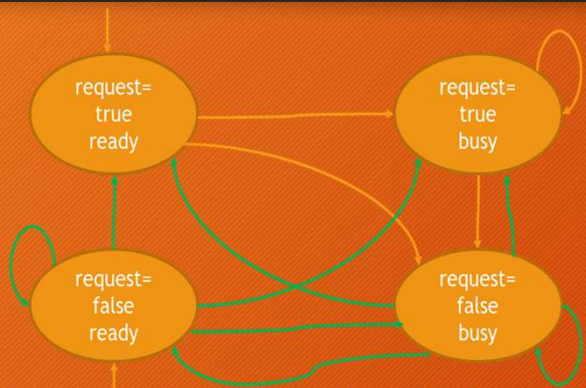 request=
true
ready
request=
true
busy
request=
false
ready
request=
false
busy